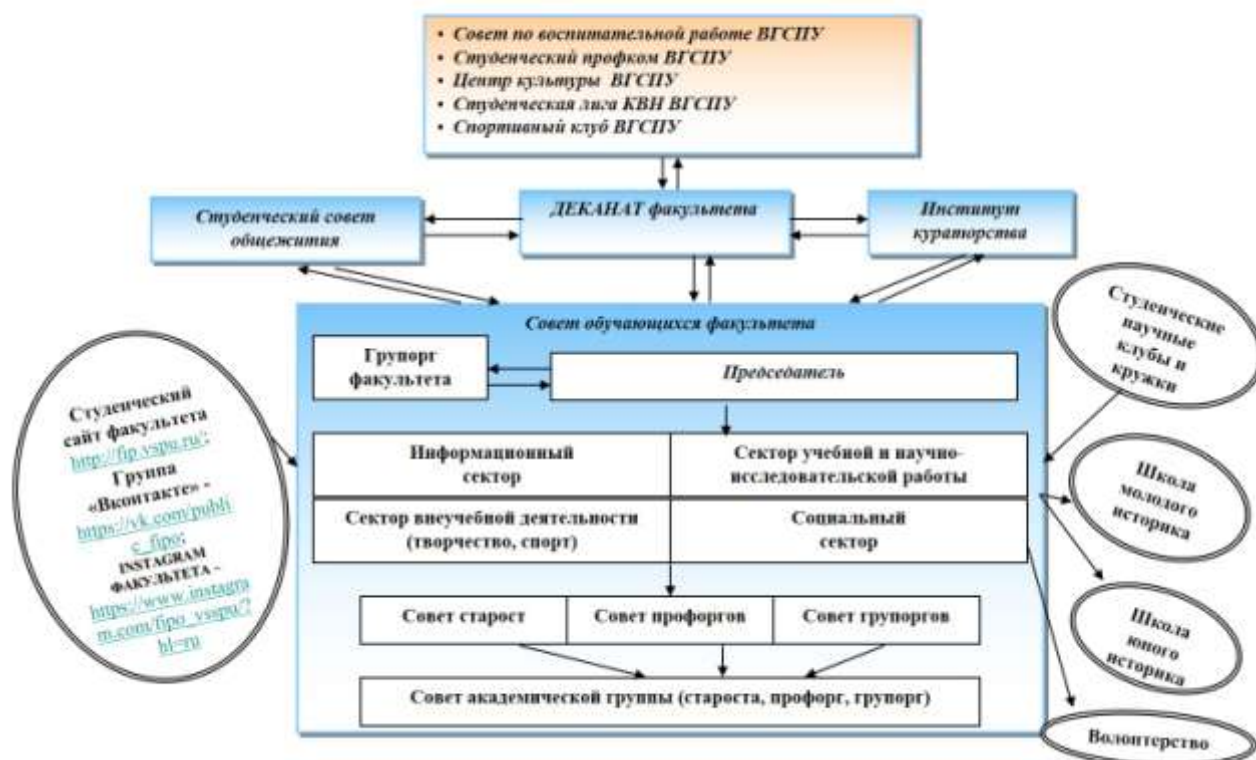 • Совет по воспитательной работе ВГСПУ
• Студенческий профком ВГСПУ
• Центр культуры ВГСПУ
• Студенческая лига КВН ВГСПУ
• Спортивный клуб ВГСПУ
Студенческий совет
общежития
ДЕКАНАТ факультета
Институт
кураторства
Совет обучающихся факультета
Групорг
факультета
Председатель
Информационный
сектор
Сектор учебной и научно-
исследовательской работы
Сектор внеучебной деятельности
(творчество, спорт)
Социальный
сектор
Совет старост
Совет профоргов
Совет групоргов
Совет академической группы (староста, профорг, групорг)
Студенческий
сайт факультета
http://fip.vspu.ru/;
Группа
«Вконтакте» -
https://vk.com/publi
c_fipo;
INSTAGRAM
ФАКУЛЬТЕТА -
https://www.instagra
m.com/fipo_vsspu/?
hl=ru
Студенческие
научные
клубы и
кружки
Школа
молодого
историка
Школа
юного
историка
Волонтерство